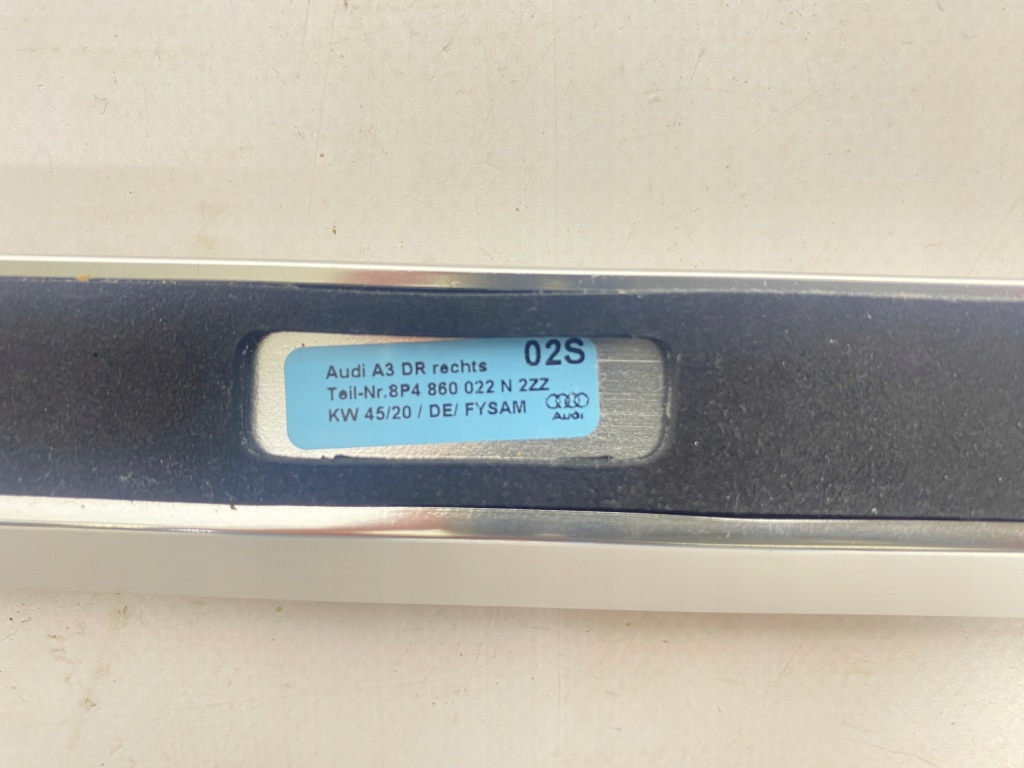 Audi A3 DR rechts 02S
Teil-Nr.8P4 860 022 N 2ZZ
KW 45/20 / DE/ FYSAM
Audi